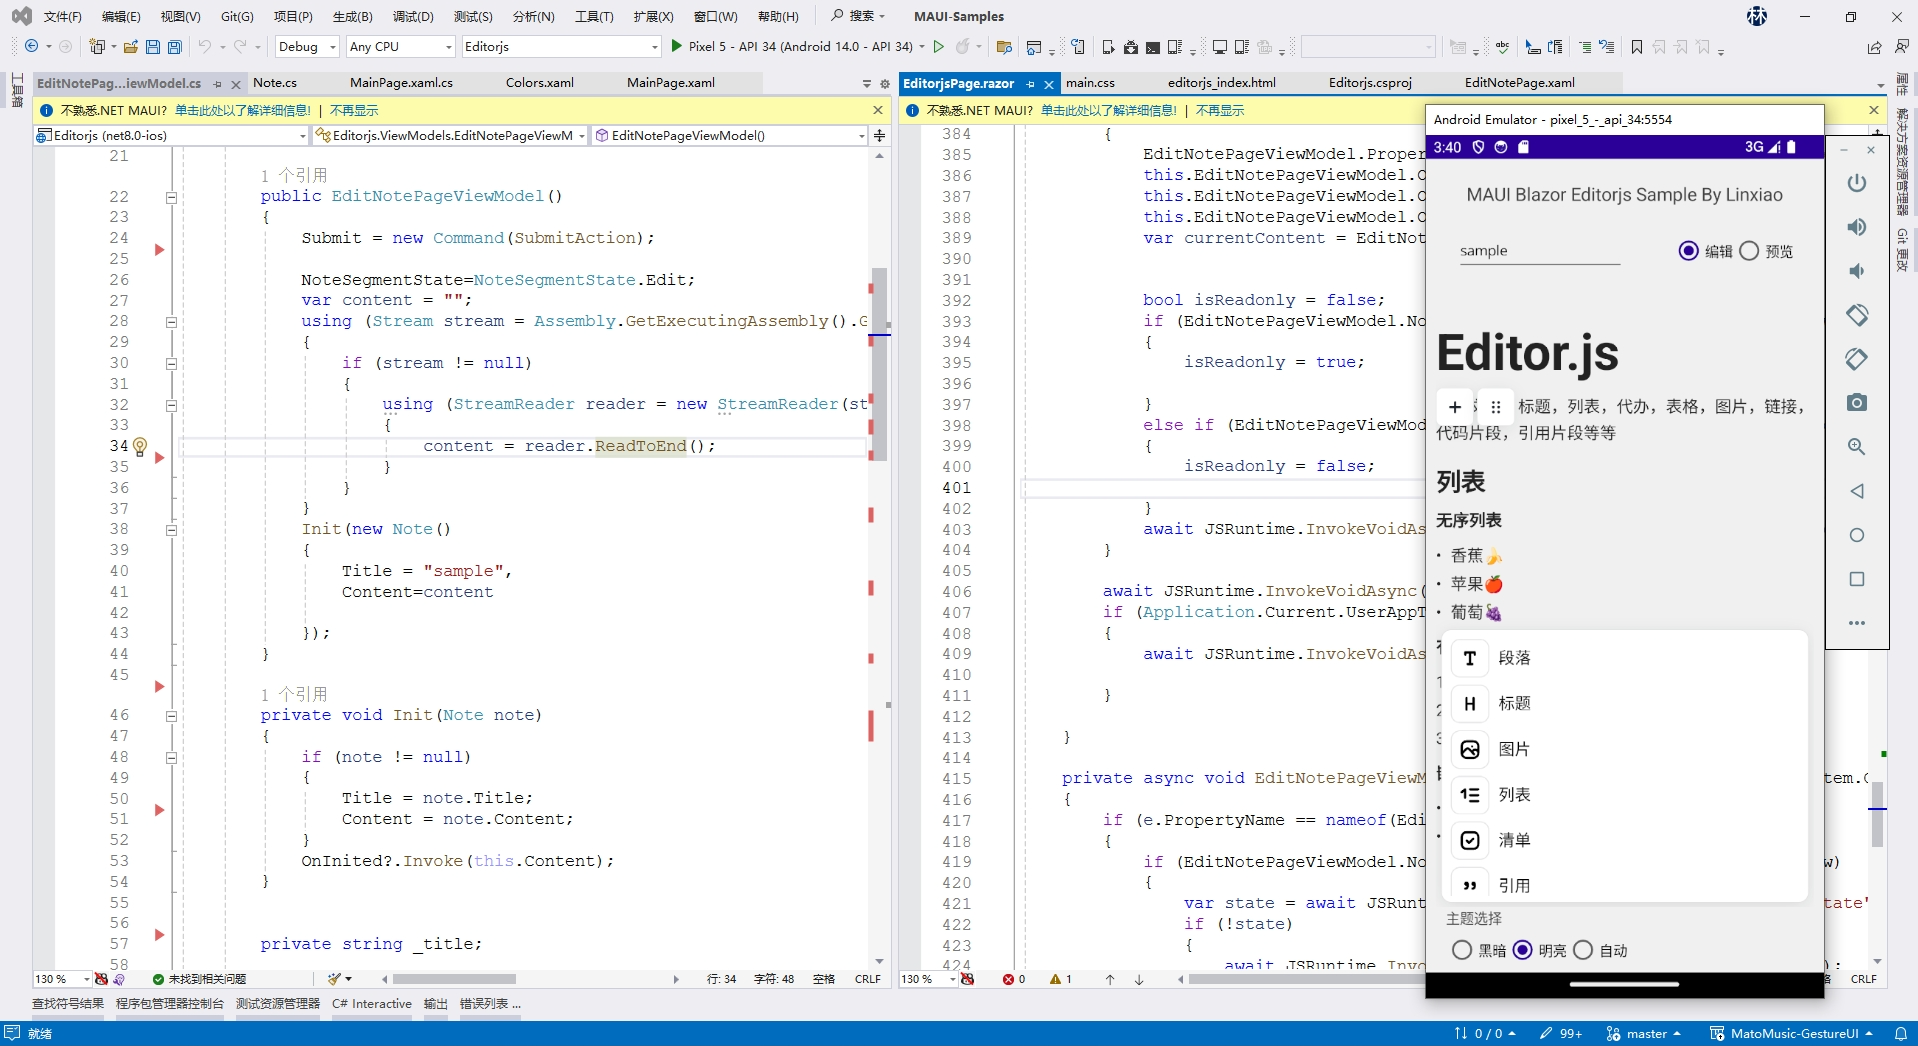 文件(F) 编辑(E) 视图(V) Git(G) 项目(P) 生成(B) 调试(D) 测试(S) 分析(N) 工具(T) 扩展(X) 窗口(W) 帮助(H) 搜索 MAUI-Samples 林
Debug Any CPU Editorjs Pixel 5 - API 34 (Android 14.0 - API 34)
工具箱
EditNotePag...iewModel.cs Note.cs MainPage.xaml.cs Colors.xaml MainPage.xaml
不熟悉.NET MAUI? 单击此处以了解详细信息! | 不再显示
Editorjs (net8.0-ios) Editorjs.ViewModels.EditNotePageViewM EditNotePageViewModel()
21
1 个引用
22 public EditNotePageViewModel()
23 {
24 Submit = new Command(SubmitAction);
25
26 NoteSegmentState=NoteSegmentState.Edit;
27 var content = "";
28 using (Stream stream = Assembly.GetExecutingAssembly().G
29 {
30 if (stream != null)
31 {
32 using (StreamReader reader = new StreamReader(st
33 {
34 content = reader.ReadToEnd();
35 }
36 }
37 }
38 Init(new Note()
39 {
40 Title = "sample",
41 Content=content
42
43 });
44 }
45
1 个引用
46 private void Init(Note note)
47 {
48 if (note != null)
49 {
50 Title = note.Title;
51 Content = note.Content;
52 }
53 OnInited?.Invoke(this.Content);
54 }
55
56
57 private string _title;
58
130 % 未找到相关问题 行: 34 字符: 48 空格 CRLF
EditorjsPage.razor main.css editorjs_index.html Editorjs.csproj EditNotePage.xaml
不熟悉.NET MAUI? 单击此处以了解详细信息! | 不再显示
384 {
385 EditNotePageViewModel.Proper
386 this.EditNotePageViewModel.O
387 this.EditNotePageViewModel.O
388 this.EditNotePageViewModel.O
389 var currentContent = EditNot
390
391
392 bool isReadonly = false;
393 if (EditNotePageViewModel.No
394 {
395 isReadonly = true;
396
397 }
398 else if (EditNotePageViewMod
399 {
400 isReadonly = false;
401
402 }
403 await JSRuntime.InvokeVoidAs
404 }
405
406 await JSRuntime.InvokeVoidAsync(
407 if (Application.Current.UserAppT
408 {
409 await JSRuntime.InvokeVoidAs
410
411 }
412
413 }
414
415 private async void EditNotePageViewM tem.C
416 {
417 if (e.PropertyName == nameof(Edi
418 {
419 if (EditNotePageViewModel.No w)
420 {
421 var state = await JSRunt tate"
422 if (!state)
423 {
424 await JSRuntime.Invo );
130 % 0 1 CRLF
Android Emulator - pixel_5_-_api_34:5554
3:40 3G
MAUI Blazor Editorjs Sample By Linxiao
sample 编辑 预览
Editor.js
标题，列表，代办，表格，图片，链接，
代码片段，引用片段等等
列表
无序列表
• 香蕉🍌
• 苹果🍎
• 葡萄🍇
段落
标题
图片
列表
清单
引用
主题选择
黑暗 明亮 自动
属性
解决方案资源管理器
Git 更改
查找符号结果 程序包管理器控制台 测试资源管理器 C# Interactive 输出 错误列表 ...
就绪 0 / 0 99+ master MatoMusic-GestureUI